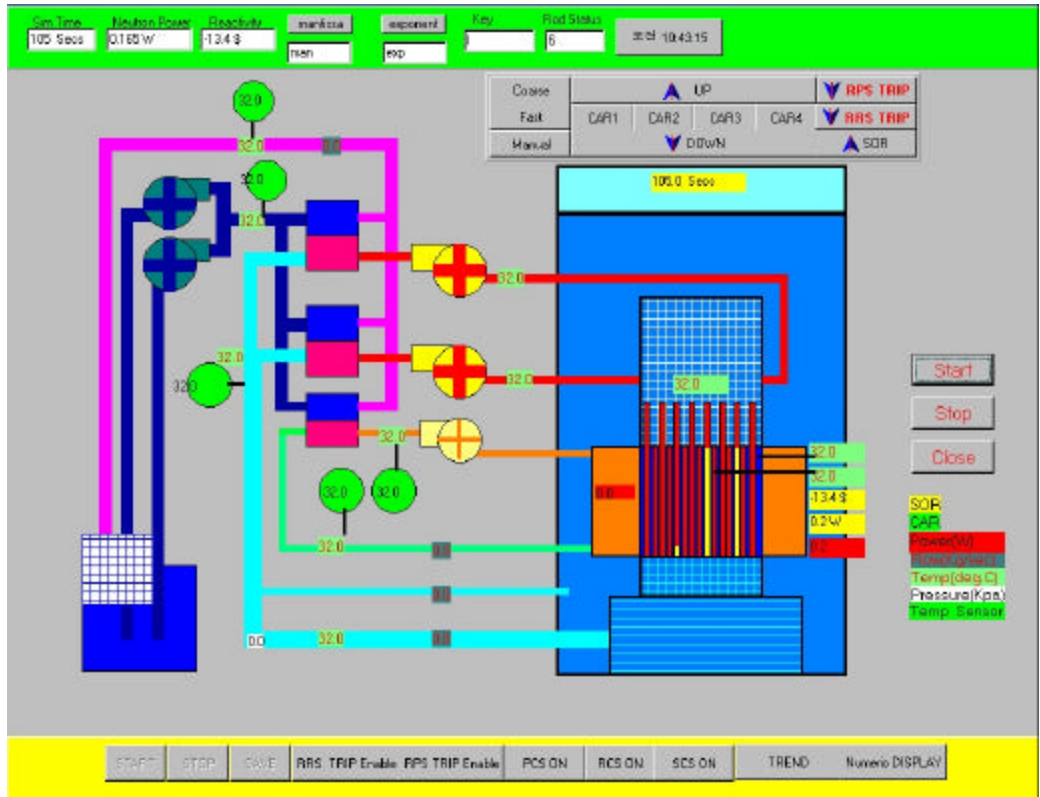 Sim Time Neutron Power Reactivity mantissa exponent Key Rod Status
105 Secs 0.165 W -13.4 $ man exp 6 오전 10:43:15
Coarse UP RPS TRIP
Fast CAR1 CAR2 CAR3 CAR4 RRS TRIP
Manual DOWN SOR
32.0
32.0 0.0
32.0
32.0
105.0 Secs
32.0
32.0
32.0
32.0
32.0
32.0
32.0 32.0
32.0
0.0
0.0
0.0 32.0 0.0
32.0
0.0
32.0
32.0
-13.4 $
0.2 W
0.2
Start
Stop
Close
SOR
CAR
Power(W)
Temp(deg.C)
Pressure(Kpa)
Temp. Sensor
START STOP SAVE RRS TRIP Enable RPS TRIP Enable PCS ON RCS ON SCS ON TREND Numeric DISPLAY